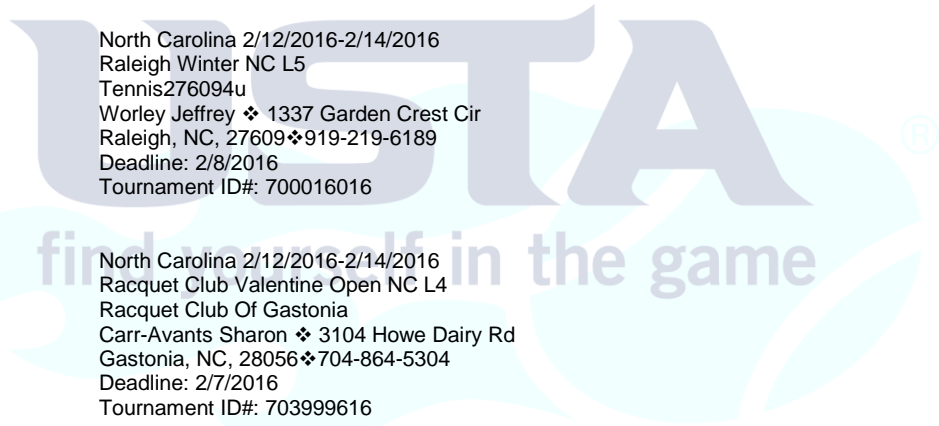 USTA
®
find yourself in the game
North Carolina 2/12/2016-2/14/2016
Raleigh Winter NC L5
Tennis276094u
Worley Jeffrey ❖ 1337 Garden Crest Cir
Raleigh, NC, 27609❖919-219-6189
Deadline: 2/8/2016
Tournament ID#: 700016016
North Carolina 2/12/2016-2/14/2016
Racquet Club Valentine Open NC L4
Racquet Club Of Gastonia
Carr-Avants Sharon ❖ 3104 Howe Dairy Rd
Gastonia, NC, 28056❖704-864-5304
Deadline: 2/7/2016
Tournament ID#: 703999616